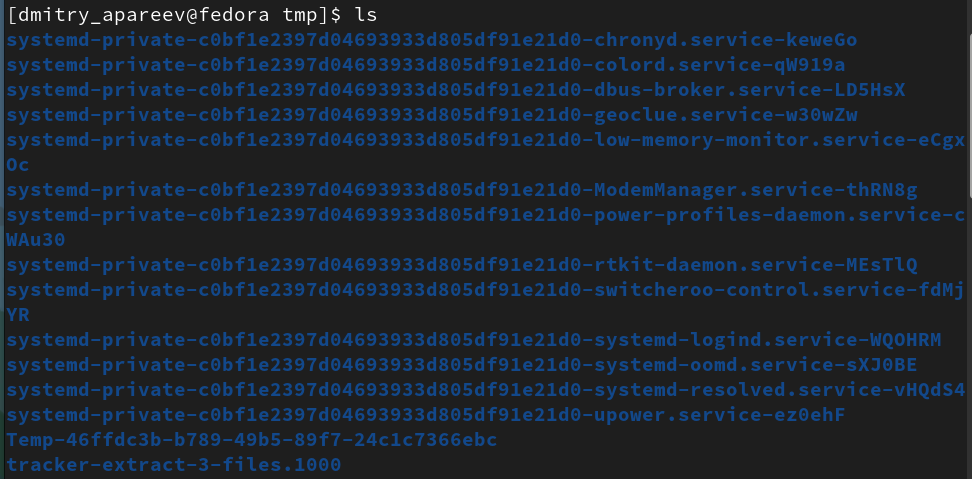 [dmitry_apareev@fedora tmp]$ ls
systemd-private-c0bf1e2397d04693933d805df91e21d0-chronyd.service-keweGo
systemd-private-c0bf1e2397d04693933d805df91e21d0-colord.service-qW919a
systemd-private-c0bf1e2397d04693933d805df91e21d0-dbus-broker.service-LD5HsX
systemd-private-c0bf1e2397d04693933d805df91e21d0-geoclue.service-w30wZw
systemd-private-c0bf1e2397d04693933d805df91e21d0-low-memory-monitor.service-eCgx
Oc
systemd-private-c0bf1e2397d04693933d805df91e21d0-ModemManager.service-thRN8g
systemd-private-c0bf1e2397d04693933d805df91e21d0-power-profiles-daemon.service-c
WAu30
systemd-private-c0bf1e2397d04693933d805df91e21d0-rtkit-daemon.service-MEsTlQ
systemd-private-c0bf1e2397d04693933d805df91e21d0-switcheroo-control.service-fdMj
YR
systemd-private-c0bf1e2397d04693933d805df91e21d0-systemd-logind.service-WQOHRM
systemd-private-c0bf1e2397d04693933d805df91e21d0-systemd-oomd.service-sXJ0BE
systemd-private-c0bf1e2397d04693933d805df91e21d0-systemd-resolved.service-vHQdS4
systemd-private-c0bf1e2397d04693933d805df91e21d0-upower.service-ez0ehF
Temp-46ffdc3b-b789-49b5-89f7-24c1c7366ebc
tracker-extract-3-files.1000